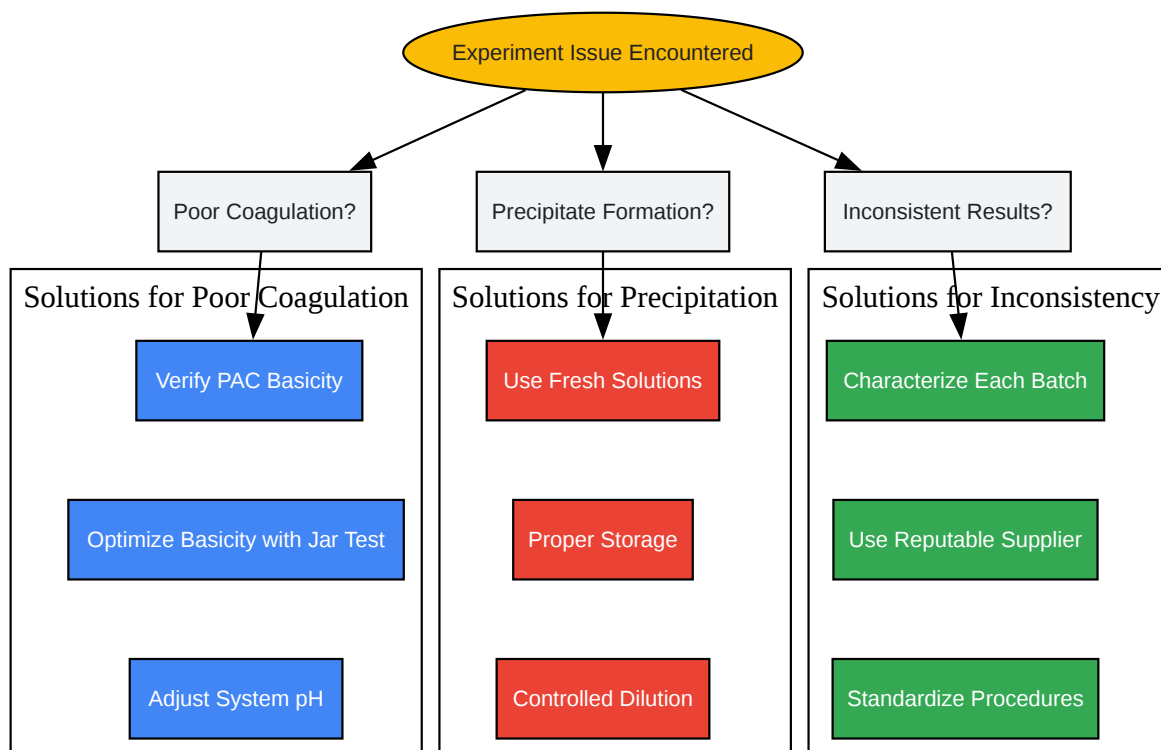 Experiment Issue Encountered
Poor Coagulation?
Precipitate Formation?
Inconsistent Results?
Solutions for Poor Coagulation
Verify PAC Basicity
Optimize Basicity with Jar Test
Adjust System pH
Solutions for Precipitation
Use Fresh Solutions
Proper Storage
Controlled Dilution
Solutions for Inconsistency
Characterize Each Batch
Use Reputable Supplier
Standardize Procedures